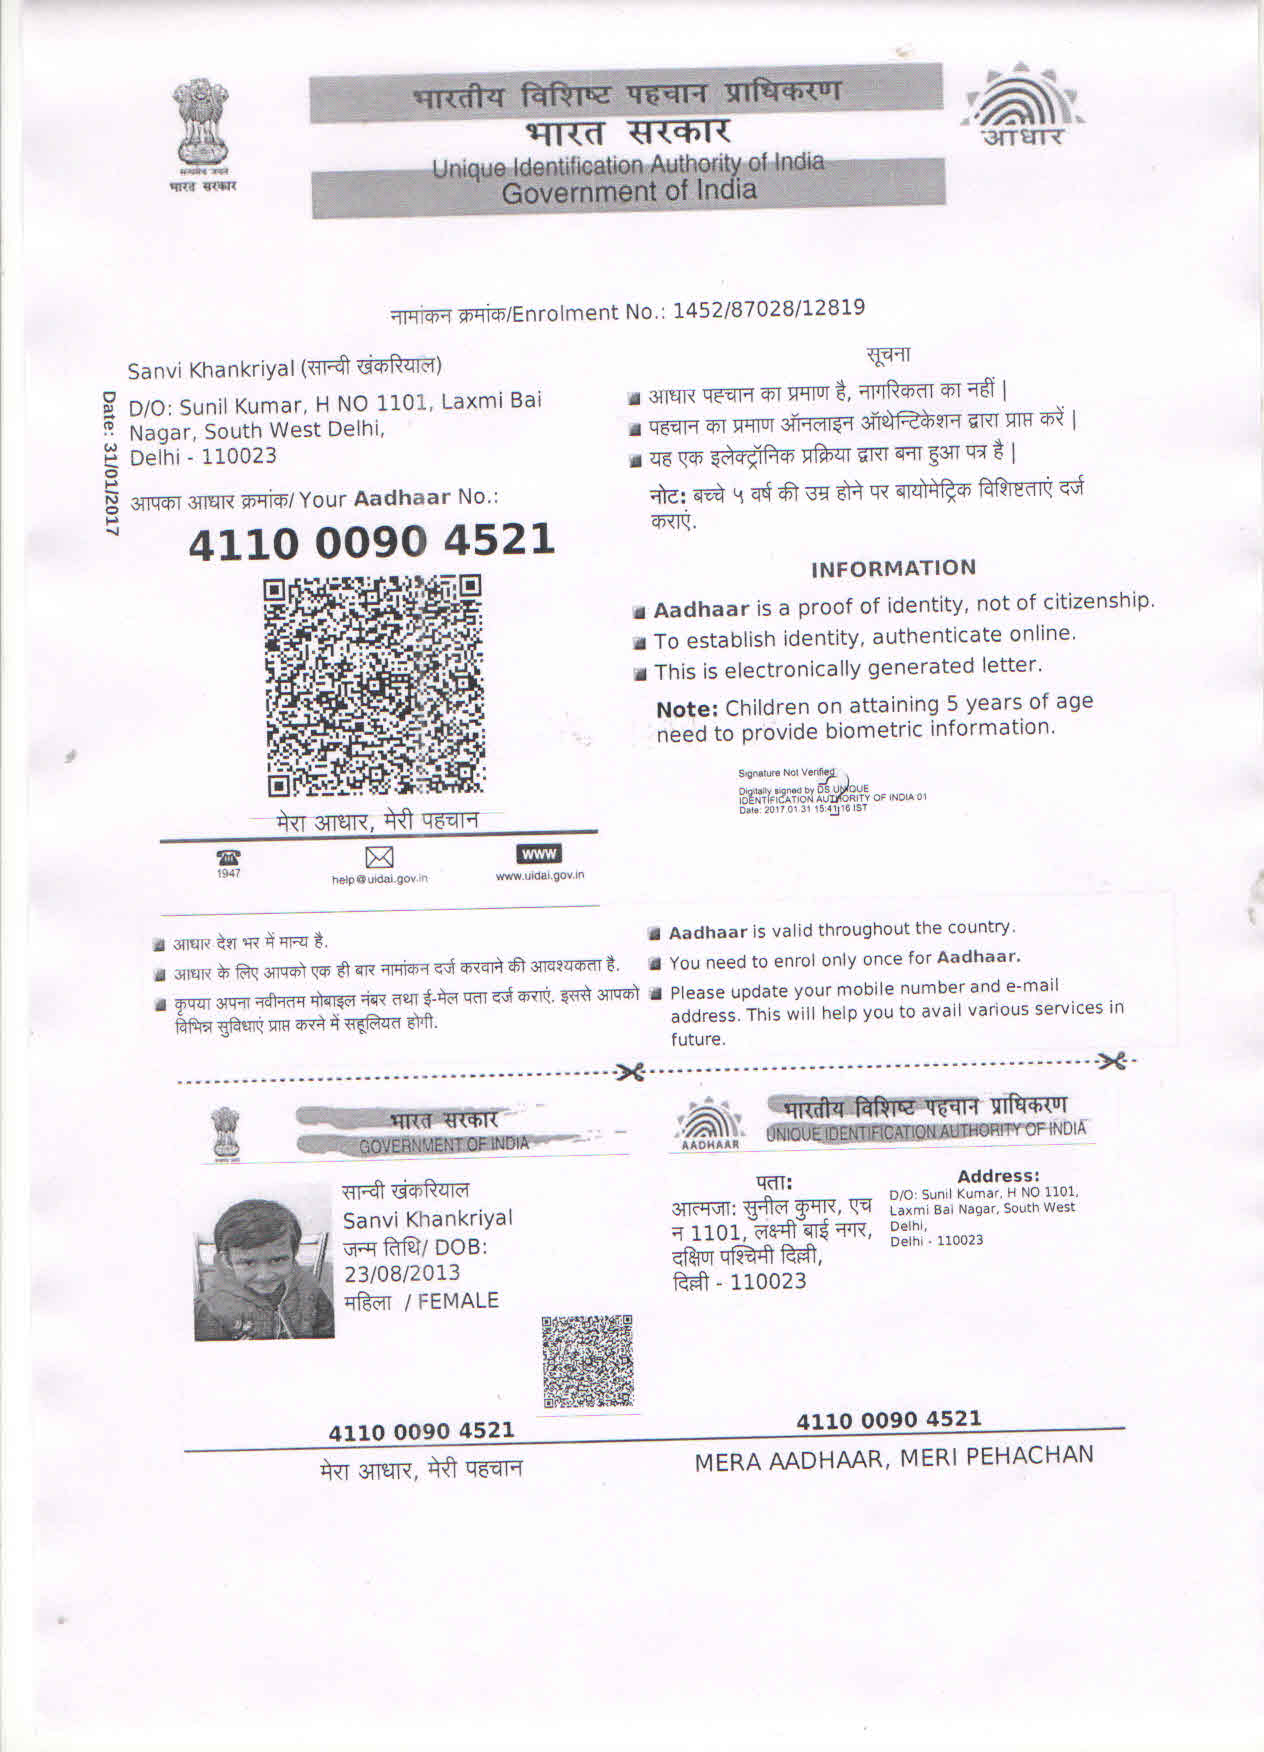 भारतीय विशिष्ट पहचान प्राधिकरण
भारत सरकार
Unique Identification Authority of India
Government of India
सत्यमेव जयते
भारत सरकार
आधार
नामांकन क्रमांक/Enrolment No.: 1452/87028/12819
Date: 31/01/2017
Sanvi Khankriyal (सान्वी खंकरियाल)
D/O: Sunil Kumar, H NO 1101, Laxmi Bai
Nagar, South West Delhi,
Delhi - 110023
आपका आधार क्रमांक/ Your Aadhaar No.:
4110 0090 4521
मेरा आधार, मेरी पहचान
1947
help@uidai.gov.in
www
www.uidai.gov.in
सूचना
आधार पहचान का प्रमाण है, नागरिकता का नहीं |
पहचान का प्रमाण ऑनलाइन ऑथेन्टिकेशन द्वारा प्राप्त करें |
यह एक इलेक्ट्रॉनिक प्रक्रिया द्वारा बना हुआ पत्र है |
नोट: बच्चे ५ वर्ष की उम्र होने पर बायोमेट्रिक विशिष्टताएं दर्ज
कराएं.
INFORMATION
Aadhaar is a proof of identity, not of citizenship.
To establish identity, authenticate online.
This is electronically generated letter.
Note: Children on attaining 5 years of age
need to provide biometric information.
Signature Not Verified
Digitally signed by DS UNIQUE
IDENTIFICATION AUTHORITY OF INDIA 01
Date: 2017.01.31 15:41:16 IST
आधार देश भर में मान्य है.
आधार के लिए आपको एक ही बार नामांकन दर्ज करवाने की आवश्यकता है.
कृपया अपना नवीनतम मोबाइल नंबर तथा ई-मेल पता दर्ज कराएं. इससे आपको
विभिन्न सुविधाएं प्राप्त करने में सहूलियत होगी.
Aadhaar is valid throughout the country.
You need to enrol only once for Aadhaar.
Please update your mobile number and e-mail
address. This will help you to avail various services in
future.
भारत सरकार
GOVERNMENT OF INDIA
सान्वी खंकरियाल
Sanvi Khankriyal
जन्म तिथि/ DOB:
23/08/2013
महिला / FEMALE
4110 0090 4521
मेरा आधार, मेरी पहचान
AADHAAR
भारतीय विशिष्ट पहचान प्राधिकरण
UNIQUE IDENTIFICATION AUTHORITY OF INDIA
पता:
आत्मजा: सुनील कुमार, एच
न 1101, लक्ष्मी बाई नगर,
दक्षिण पश्चिमी दिल्ली,
दिल्ली - 110023
Address:
D/O: Sunil Kumar, H NO 1101,
Laxmi Bai Nagar, South West
Delhi,
Delhi - 110023
4110 0090 4521
MERA AADHAAR, MERI PEHACHAN